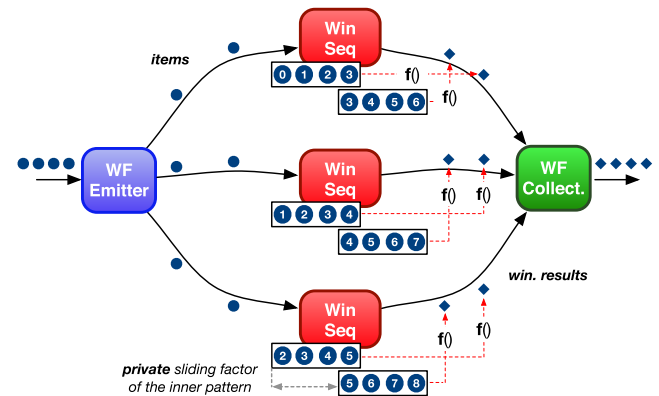 Win
Seq
items
0 1 2 3
f()
3 4 5 6
f()
WF
Emitter
Win
Seq
WF
Collect.
1 2 3 4
f()
f()
4 5 6 7
win. results
Win
Seq
f()
f()
2 3 4 5
private sliding factor
of the inner pattern
5 6 7 8